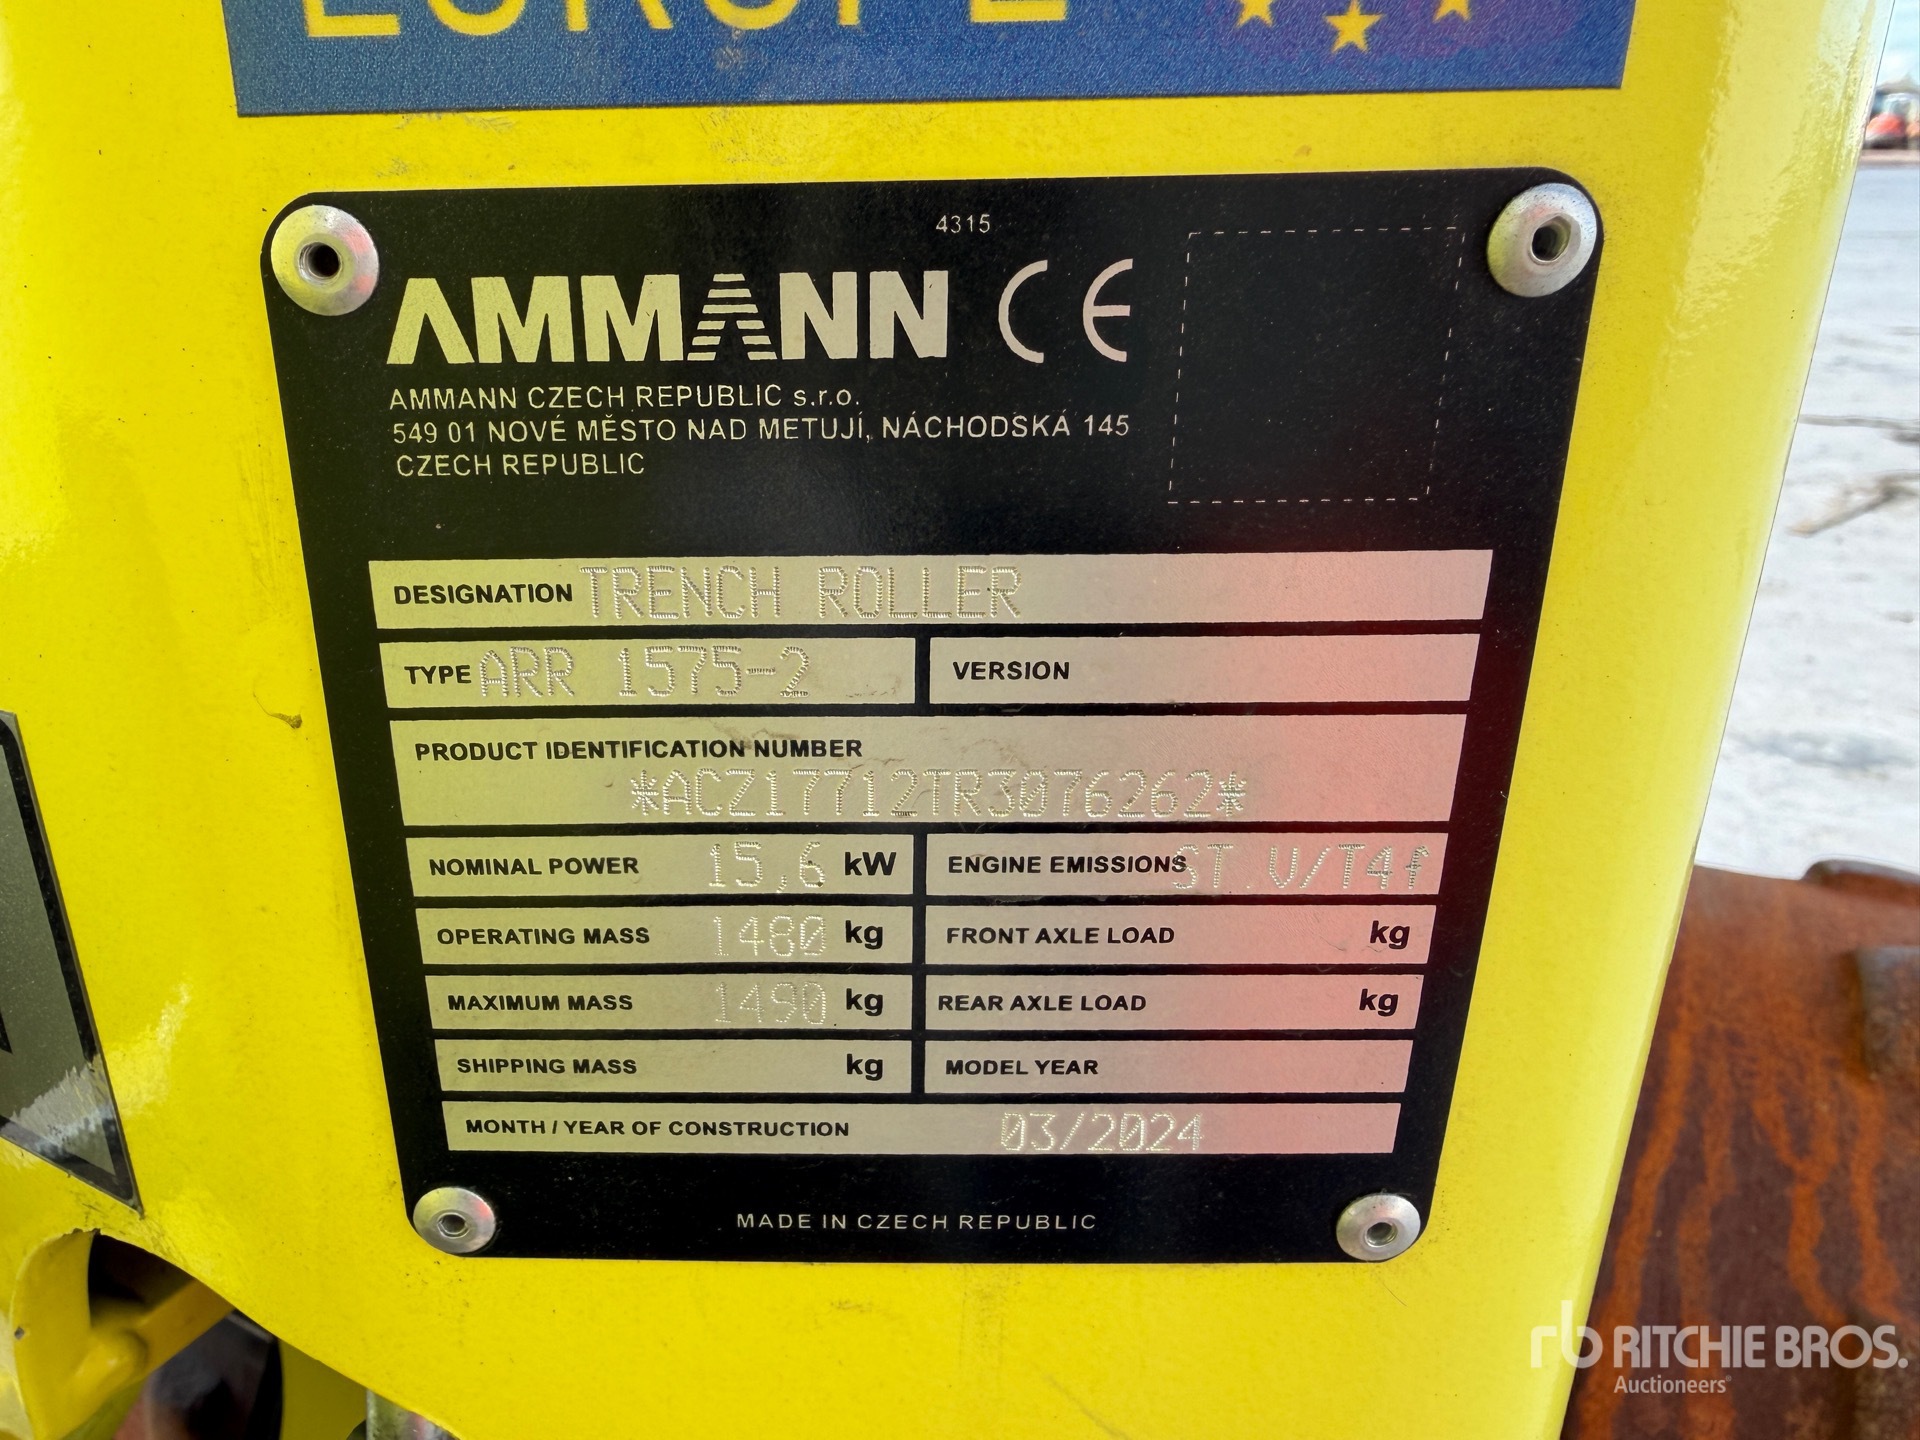 EUROPE
4315
AMMANN CE
AMMANN CZECH REPUBLIC s.r.o.
549 01 NOVÉ MĚSTO NAD METUJÍ, NÁCHODSKÁ 145
CZECH REPUBLIC
DESIGNATION TRENCH ROLLER
TYPE ARR 1575-2 VERSION
PRODUCT IDENTIFICATION NUMBER
*ACZ17712TR3076262*
NOMINAL POWER 15,6 kW ENGINE EMISSIONS ST.V/T4f
OPERATING MASS 1480 kg FRONT AXLE LOAD kg
MAXIMUM MASS 1490 kg REAR AXLE LOAD kg
SHIPPING MASS kg MODEL YEAR
MONTH / YEAR OF CONSTRUCTION 03/2024
MADE IN CZECH REPUBLIC
rb RITCHIE BROS.
Auctioneers®